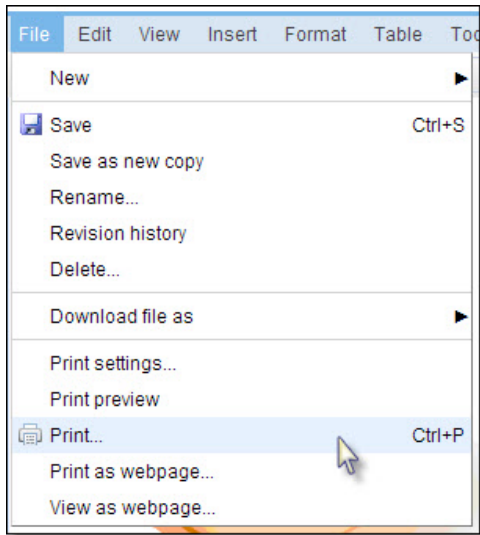 File Edit View Insert Format Table
New
Save Ctrl+S
Save as new copy
Rename...
Revision history
Delete...
Download file as
Print settings...
Print preview
Print... Ctrl+P
Print as webpage...
View as webpage...